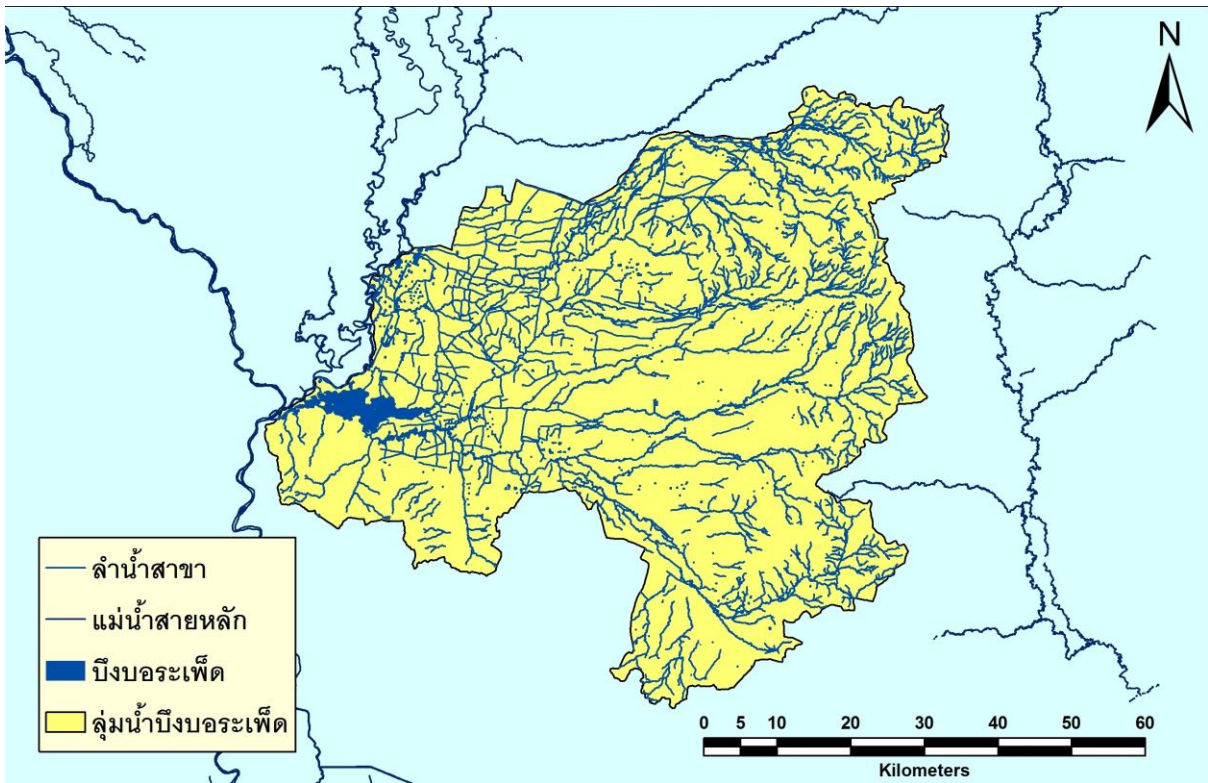 N
ลำน้ำสาขา
แม่น้ำสายหลัก
บึงบอระเพ็ด
ลุ่มน้ำบึงบอระเพ็ด
0 5 10 20 30 40 50 60
Kilometers